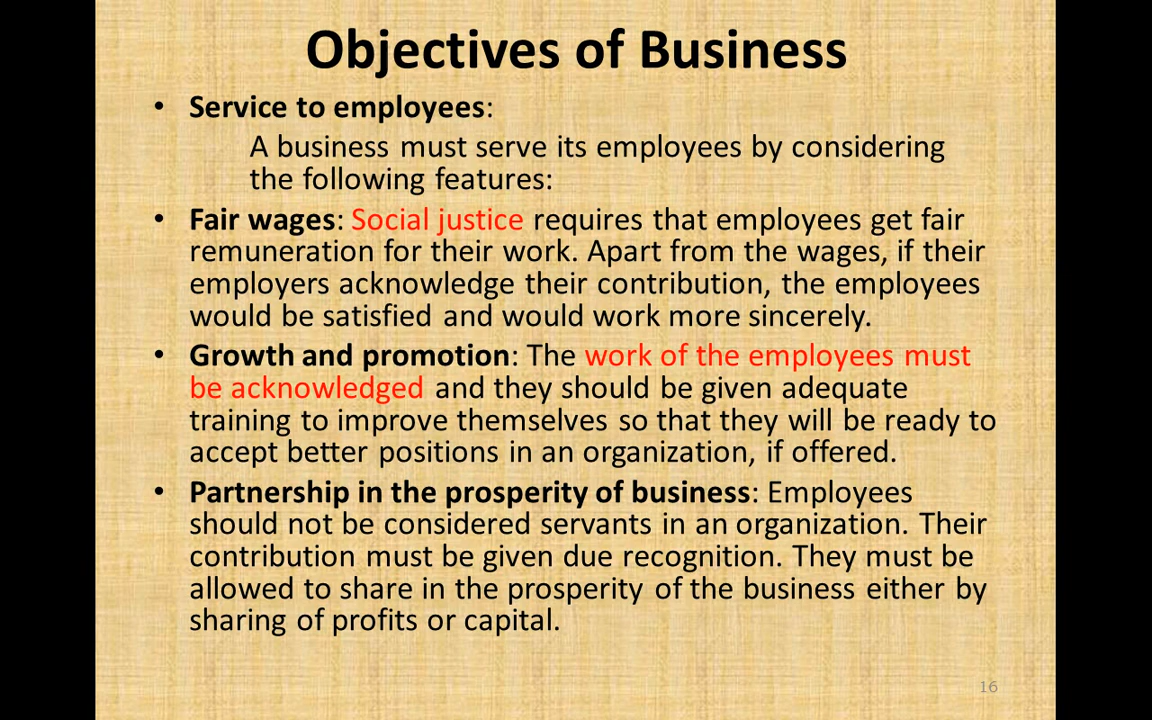 Objectives of Business
• Service to employees:
A business must serve its employees by considering
the following features:
• Fair wages: Social justice requires that employees get fair
remuneration for their work. Apart from the wages, if their
employers acknowledge their contribution, the employees
would be satisfied and would work more sincerely.
• Growth and promotion: The work of the employees must
be acknowledged and they should be given adequate
training to improve themselves so that they will be ready to
accept better positions in an organization, if offered.
• Partnership in the prosperity of business: Employees
should not be considered servants in an organization. Their
contribution must be given due recognition. They must be
allowed to share in the prosperity of the business either by
sharing of profits or capital.
16